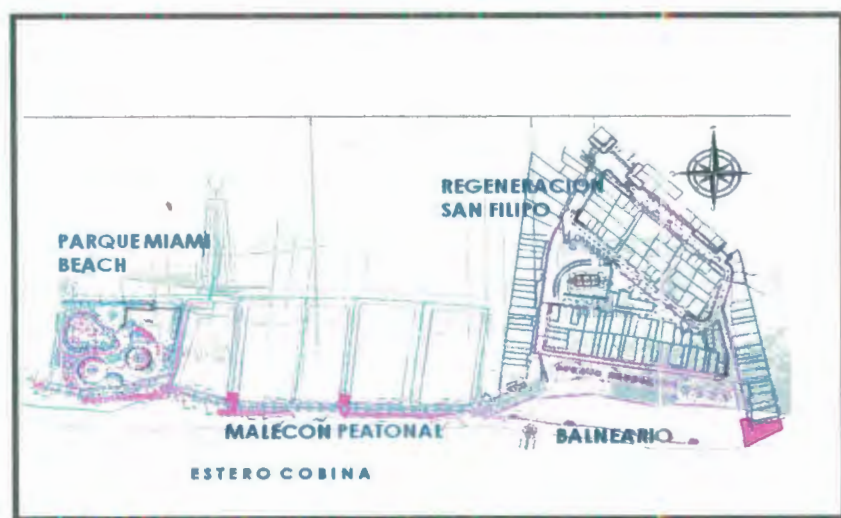 REGENERACION
SAN FILIPO
PARQUE MIAMI
BEACH
MALECON PEATONAL
BALNEARIO
ESTERO COBINA